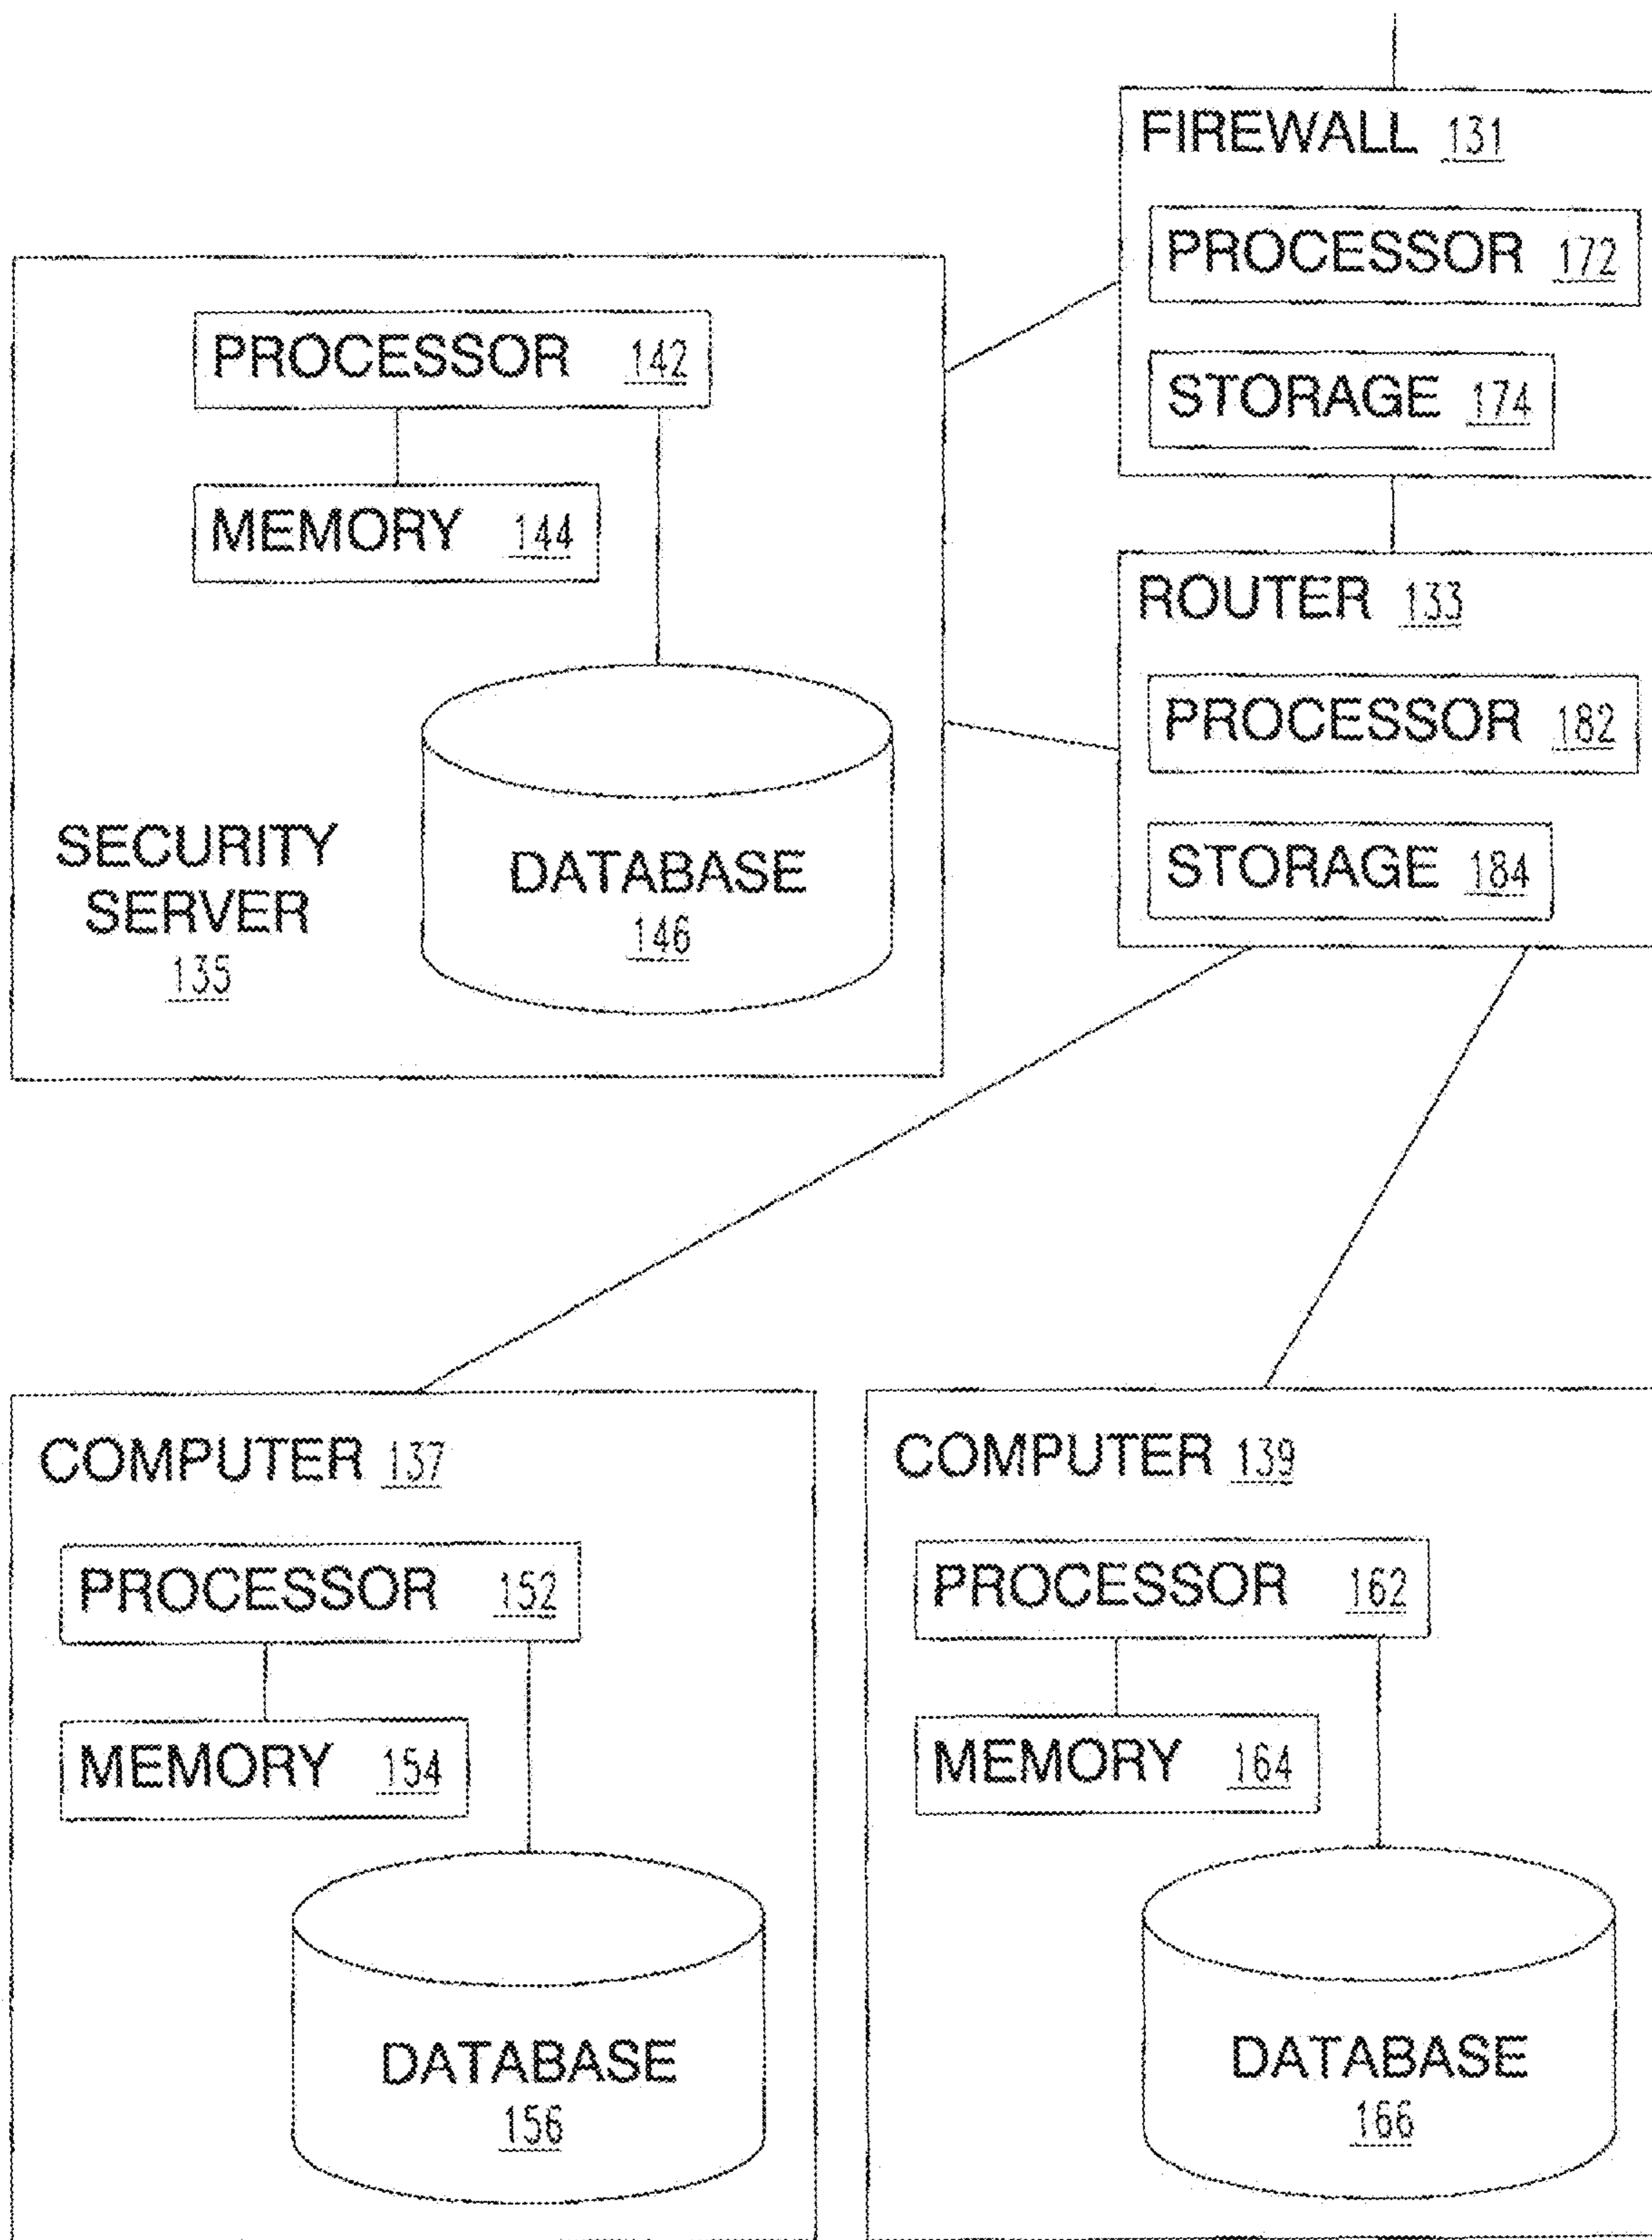 FIREWALL 131
PROCESSOR 172
STORAGE 174
PROCESSOR 142
MEMORY 144
DATABASE
146
SECURITY
SERVER
135
ROUTER 133
PROCESSOR 182
STORAGE 184
COMPUTER 137
PROCESSOR 152
MEMORY 154
DATABASE
156
COMPUTER 139
PROCESSOR 162
MEMORY 164
DATABASE
166